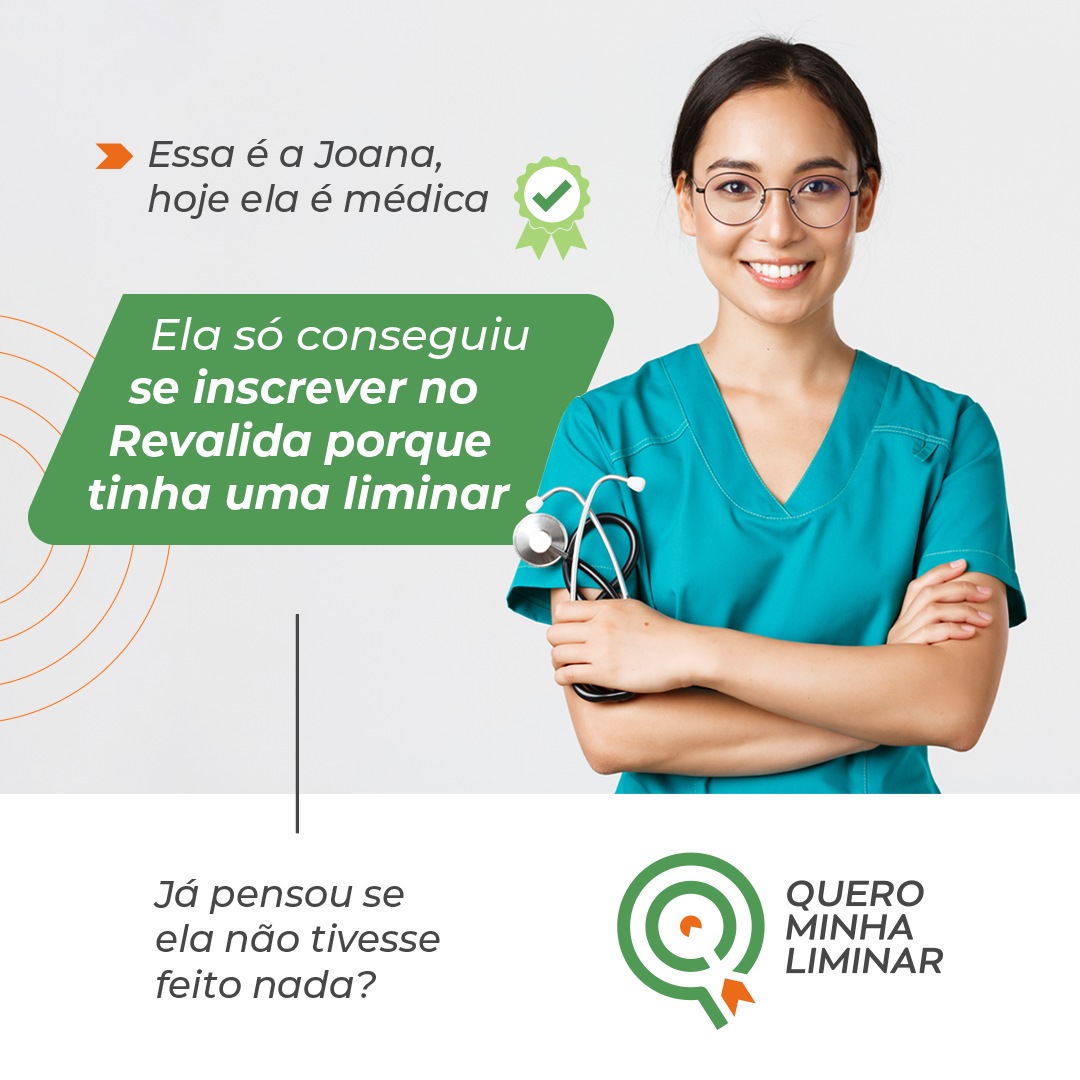 Essa é a Joana,
hoje ela é médica
Ela só conseguiu
se inscrever no
Revalida porque
tinha uma liminar
Já pensou se
ela não tivesse
feito nada?
QUERO
MINHA
LIMINAR